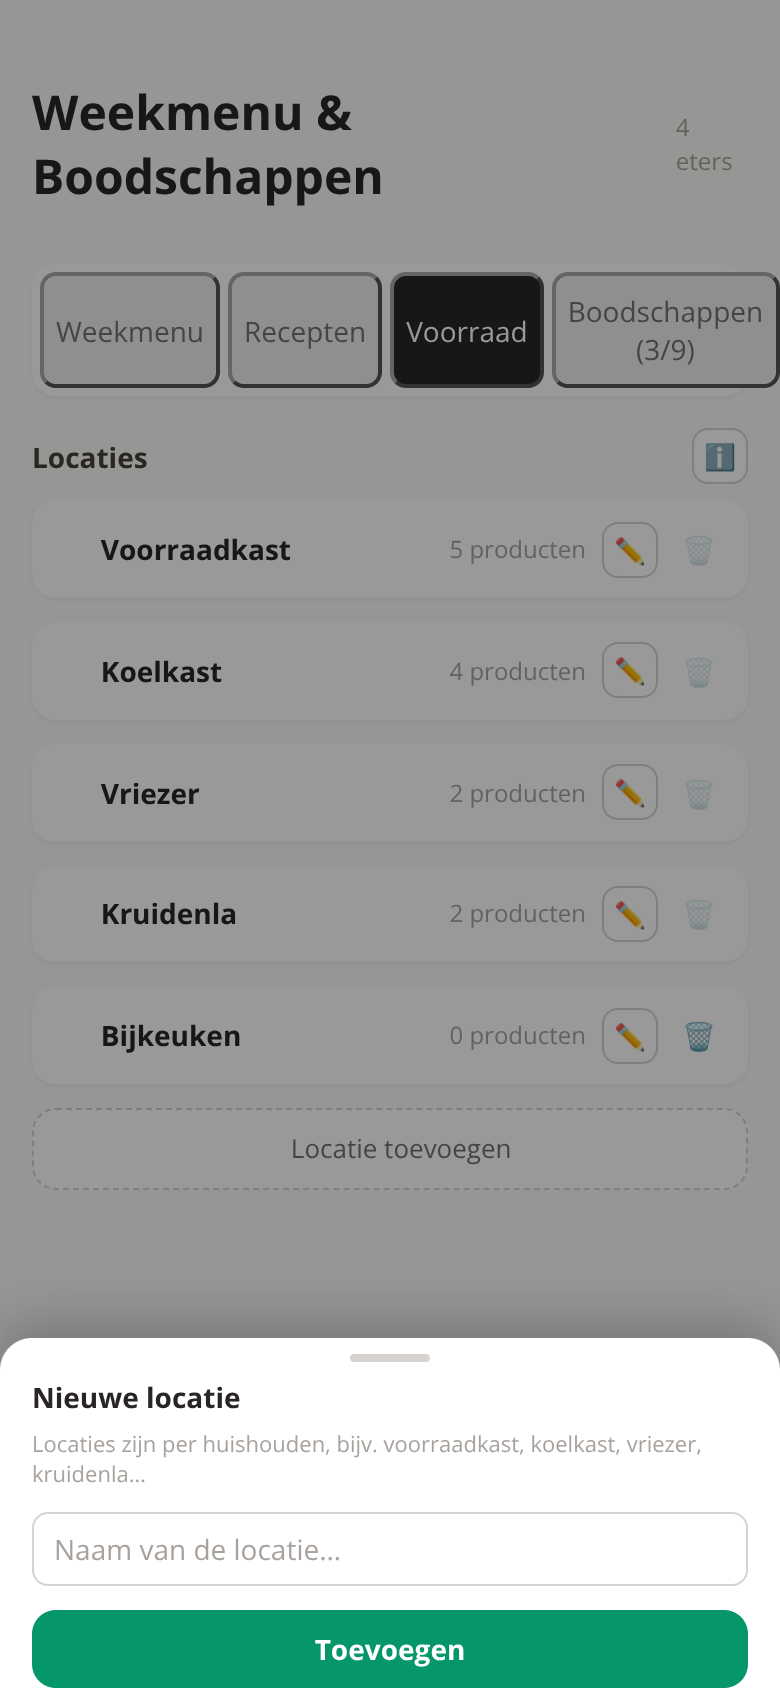 Weekmenu &
Boodschappen
4
eters
Weekmenu
Recepten
Voorraad
Boodschappen
(3/9)
Locaties
Voorraadkast
5 producten
Koelkast
4 producten
Vriezer
2 producten
Kruidenla
2 producten
Bijkeuken
0 producten
Locatie toevoegen
Nieuwe locatie
Locaties zijn per huishouden, bijv. voorraadkast, koelkast, vriezer,
kruidenla...
Naam van de locatie...
Toevoegen